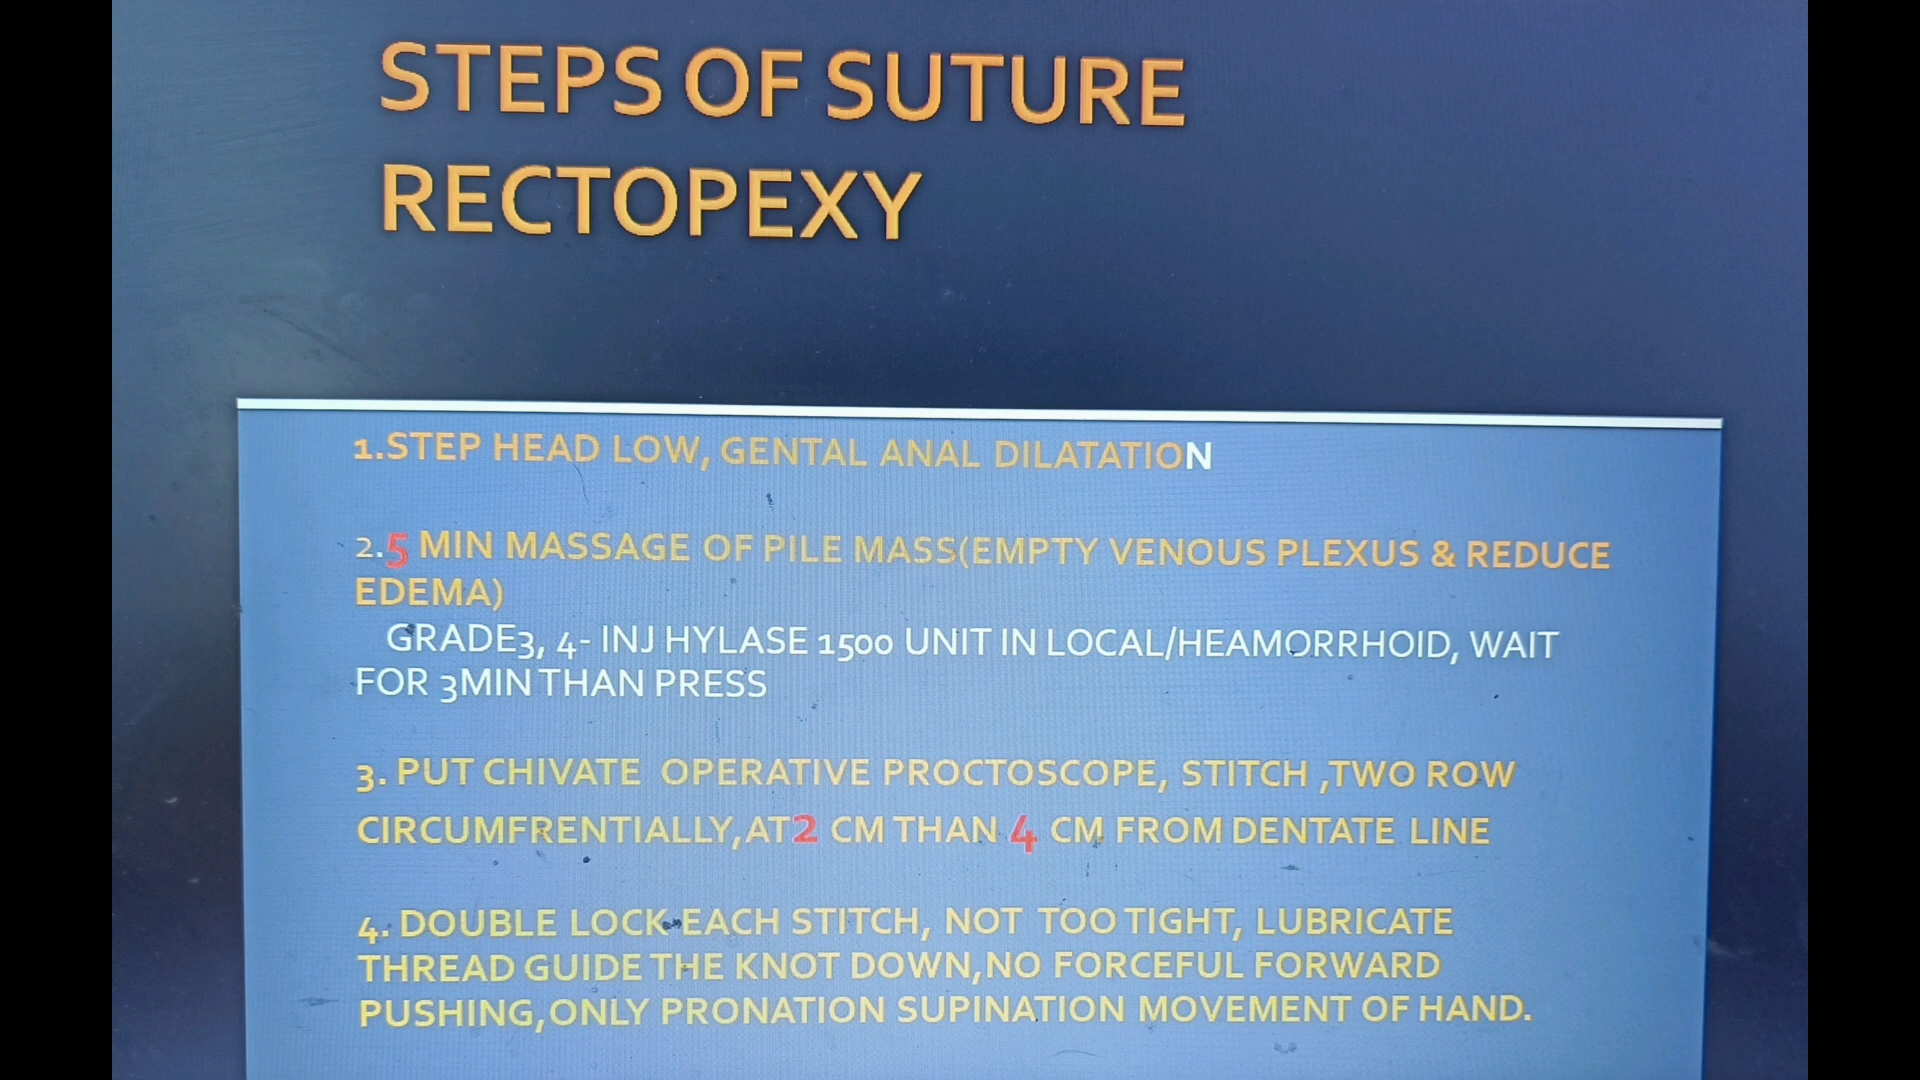 STEPS OF SUTURE
RECTOPEXY
1.STEP HEAD LOW, GENTAL ANAL DILATATION
2.5 MIN MASSAGE OF PILE MASS(EMPTY VENOUS PLEXUS & REDUCE
EDEMA)
GRADE3, 4- INJ HYLASE 1500 UNIT IN LOCAL/HEAMORRHOID, WAIT
FOR 3MIN THAN PRESS
3. PUT CHIVATE OPERATIVE PROCTOSCOPE, STITCH ,TWO ROW
CIRCUMFRENTIALLY,AT2 CM THAN 4 CM FROM DENTATE LINE
4. DOUBLE LOCK EACH STITCH, NOT TOO TIGHT, LUBRICATE
THREAD GUIDE THE KNOT DOWN,NO FORCEFUL FORWARD
PUSHING,ONLY PRONATION SUPINATION MOVEMENT OF HAND.